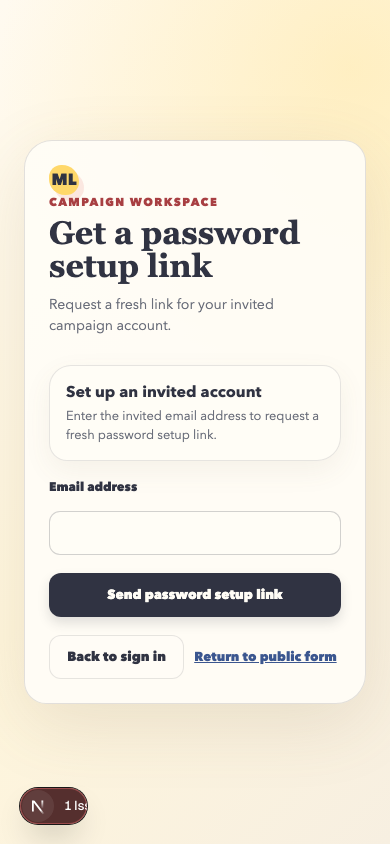 ML
CAMPAIGN WORKSPACE
Get a password
setup link
Request a fresh link for your invited
campaign account.
Set up an invited account
Enter the invited email address to request a
fresh password setup link.
Email address
Send password setup link
Back to sign in
Return to public form
N
1 Iss